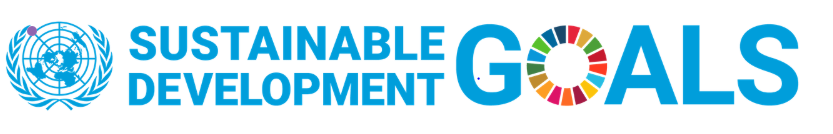 SUSTAINABLE
DEVELOPMENT
GOALS